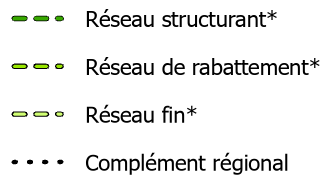 Réseau structurant*
Réseau de rabattement*
Réseau fin*
Complément régional